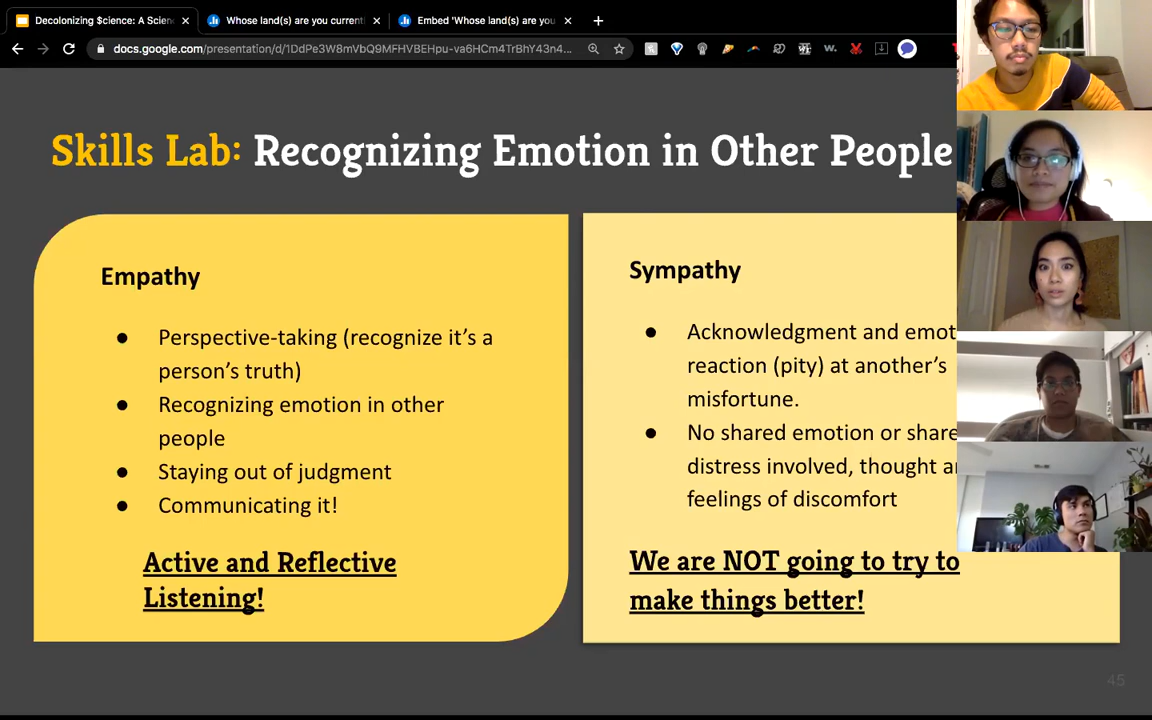 Decolonizing $cience: A Scien
Whose land(s) are you current
Embed 'Whose land(s) are you
docs.google.com/presentation/d/1DdPe3W8mVbQ9MFHVBEHpu-va6HCm4TrBhY43n4...
Skills Lab: Recognizing Emotion in Other People
Empathy
● Perspective-taking (recognize it's a
person's truth)
● Recognizing emotion in other
people
● Staying out of judgment
● Communicating it!
Active and Reflective
Listening!
Sympathy
● Acknowledgment and emot
reaction (pity) at another's
misfortune.
● No shared emotion or share
distress involved, thought a
feelings of discomfort
We are NOT going to try to
make things better!
45